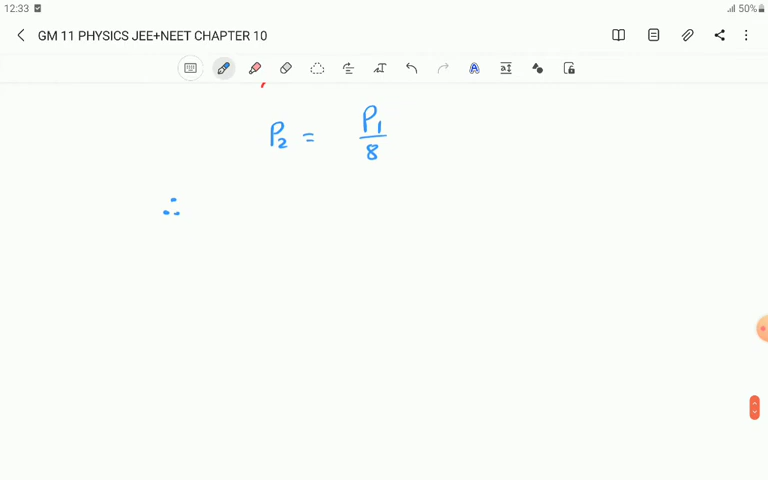 12:33 50%
GM 11 PHYSICS JEE+NEET CHAPTER 10
P₂ = P₁/8
∴